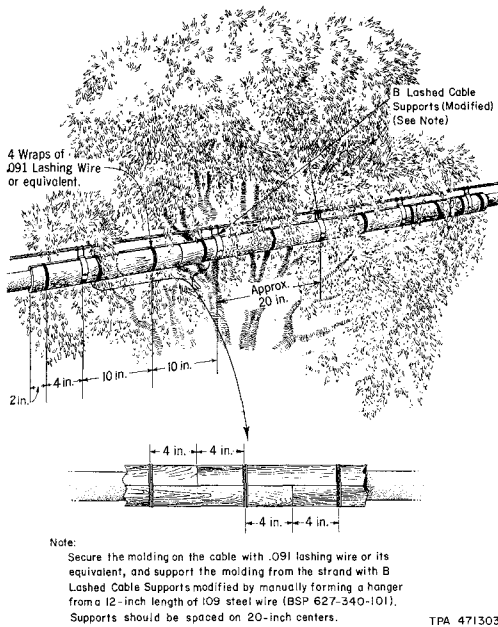 B Lashed Cable
Supports (Modified)
(See Note)
4 Wraps of
.091 Lashing Wire
or equivalent.
Approx.
20 in.
2in.
4 in.
10 in.
10 in.
4 in.
4 in.
4 in.
4 in.
Note:
Secure the molding on the cable with .091 lashing wire or its
equivalent, and support the molding from the strand with B
Lashed Cable Supports modified by manually forming a hanger
from a 12-inch length of 109 steel wire (BSP 627-340-101).
Supports should be spaced on 20-inch centers.
TPA 471303